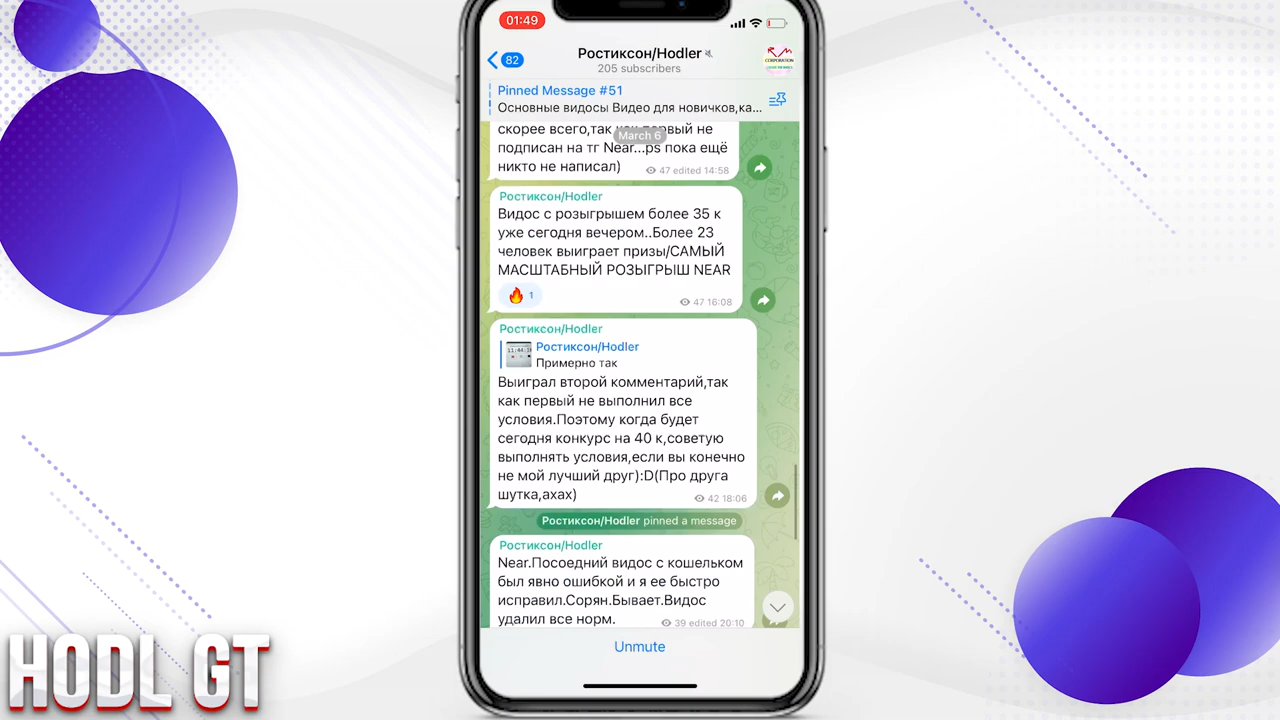 01:49
82
Ростиксон/Hodler
205 subscribers
CORPORATION
Pinned Message #51
Основные видосы Видео для новичков,ка...
скорее всего,так как первый не
March 6
подписан на тг Near...ps пока ещё
никто не написал)
47 edited 14:58
Ростиксон/Hodler
Видос с розыгрышем более 35 к
уже сегодня вечером..Более 23
человек выиграет призы/САМЫЙ
МАСШТАБНЫЙ РОЗЫГРЫШ NEAR
🔥 1
47 16:08
Ростиксон/Hodler
Ростиксон/Hodler
Примерно так
Выиграл второй комментарий,так
как первый не выполнил все
условия.Поэтому когда будет
сегодня конкурс на 40 к,советую
выполнять условия,если вы конечно
не мой лучший друг):D(Про друга
шутка,ахах)
42 18:06
Ростиксон/Hodler pinned a message
Ростиксон/Hodler
Near.Посоедний видос с кошельком
был явно ошибкой и я ее быстро
исправил.Сорян.Бывает.Видос
удалил все норм.
39 edited 20:10
Unmute
HODL GT